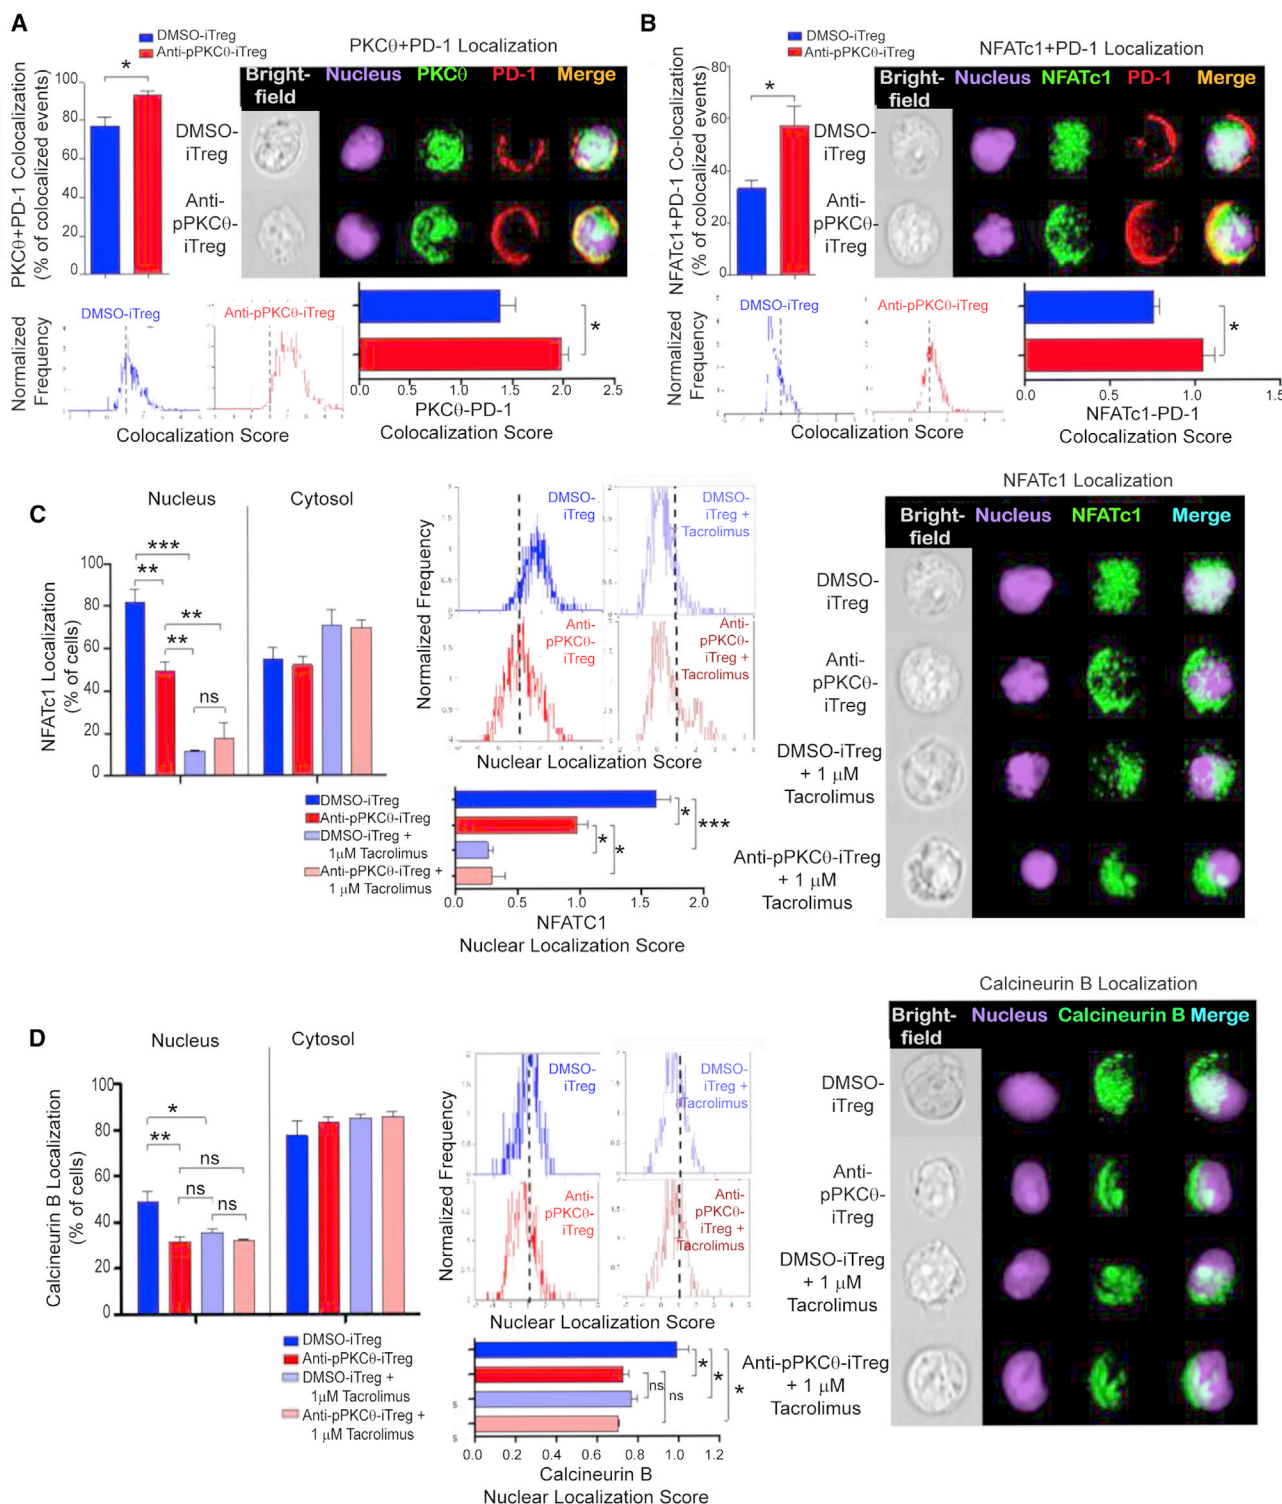 A
DMSO-iTreg
Anti-pPKCθ-iTreg
PKCθ+PD-1 Localization
PKCθ+PD-1 Colocalization
(% of colocalized events)
100
80
60
40
80
0
*
Bright-
field
Nucleus
PKCθ
PD-1
Merge
DMSO-
iTreg
Anti-
pPKCθ-
iTreg
Normalized
Frequency
DMSO-iTreg
Anti-pPKCθ-iTreg
Colocalization Score
*
0.0
0.5
1.0
1.5
2.0
2.5
PKCθ-PD-1
Colocalization Score
B
DMSO-iTreg
Anti-pPKCθ-iTreg
NFATc1+PD-1 Localization
NFATc1+PD-1 Co-localization
(% of colocalized events)
80
60
40
20
0
*
Bright-
field
Nucleus
NFATc1
PD-1
Merge
DMSO-
iTreg
Anti-
pPKCθ-
iTreg
Normalized
Frequency
DMSO-iTreg
Anti-pPKCθ-iTreg
Colocalization Score
*
0.0
0.5
1.0
1.5
NFATc1-PD-1
Colocalization Score
C
Nucleus
Cytosol
NFATc1 Localization
(% of cells)
100
80
60
40
20
0
***
**
**
**
ns
DMSO-iTreg
Anti-pPKCθ-iTreg
DMSO-iTreg +
1μM Tacrolimus
Anti-pPKCθ-iTreg +
1 μM Tacrolimus
Normalized Frequency
DMSO-
iTreg
DMSO-
iTreg +
Tacrolimus
Anti-
pPKCθ-
iTreg
Anti-
pPKCθ-
iTreg +
Tacrolimus
Nuclear Localization Score
*
***
*
*
0.0
0.5
1.0
1.5
2.0
NFATC1
Nuclear Localization Score
NFATc1 Localization
Bright-
field
Nucleus
NFATc1
Merge
DMSO-
iTreg
Anti-
pPKCθ-
iTreg
DMSO-iTreg
+ 1 μM
Tacrolimus
Anti-pPKCθ-iTreg
+ 1 μM
Tacrolimus
D
Nucleus
Cytosol
Calcineurin B Localization
(% of cells)
100
80
60
40
20
0
*
**
ns
ns
ns
DMSO-iTreg
Anti-pPKCθ-iTreg
DMSO-iTreg +
1μM Tacrolimus
Anti-pPKCθ-iTreg +
1 μM Tacrolimus
Normalized Frequency
DMSO-
iTreg
DMSO-
iTreg +
Tacrolimus
Anti-
pPKCθ-
iTreg
Anti-
pPKCθ-
iTreg +
Tacrolimus
Nuclear Localization Score
*
*
*
ns
ns
s
s
0.0
0.2
0.4
0.6
0.8
1.0
1.2
Calcineurin B
Nuclear Localization Score
Calcineurin B Localization
Bright-
field
Nucleus
Calcineurin B
Merge
DMSO-
iTreg
Anti-
pPKCθ-
iTreg
DMSO-iTreg
+ 1 μM
Tacrolimus
Anti-pPKCθ-iTreg
+ 1 μM
Tacrolimus